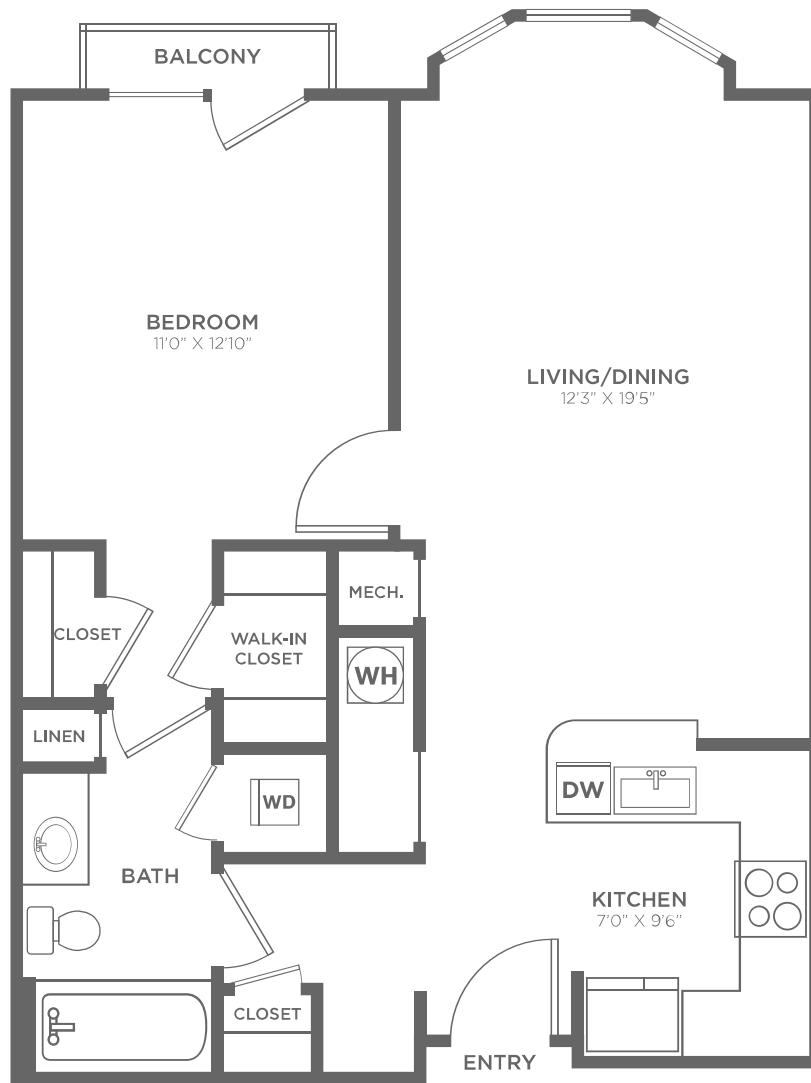 BALCONY
BEDROOM
11'0" X 12'10"
LIVING/DINING
12'3" X 19'5"
MECH.
CLOSET
WALK-IN
CLOSET
WH
LINEN
WD
DW
BATH
KITCHEN
7'0" X 9'6"
CLOSET
ENTRY